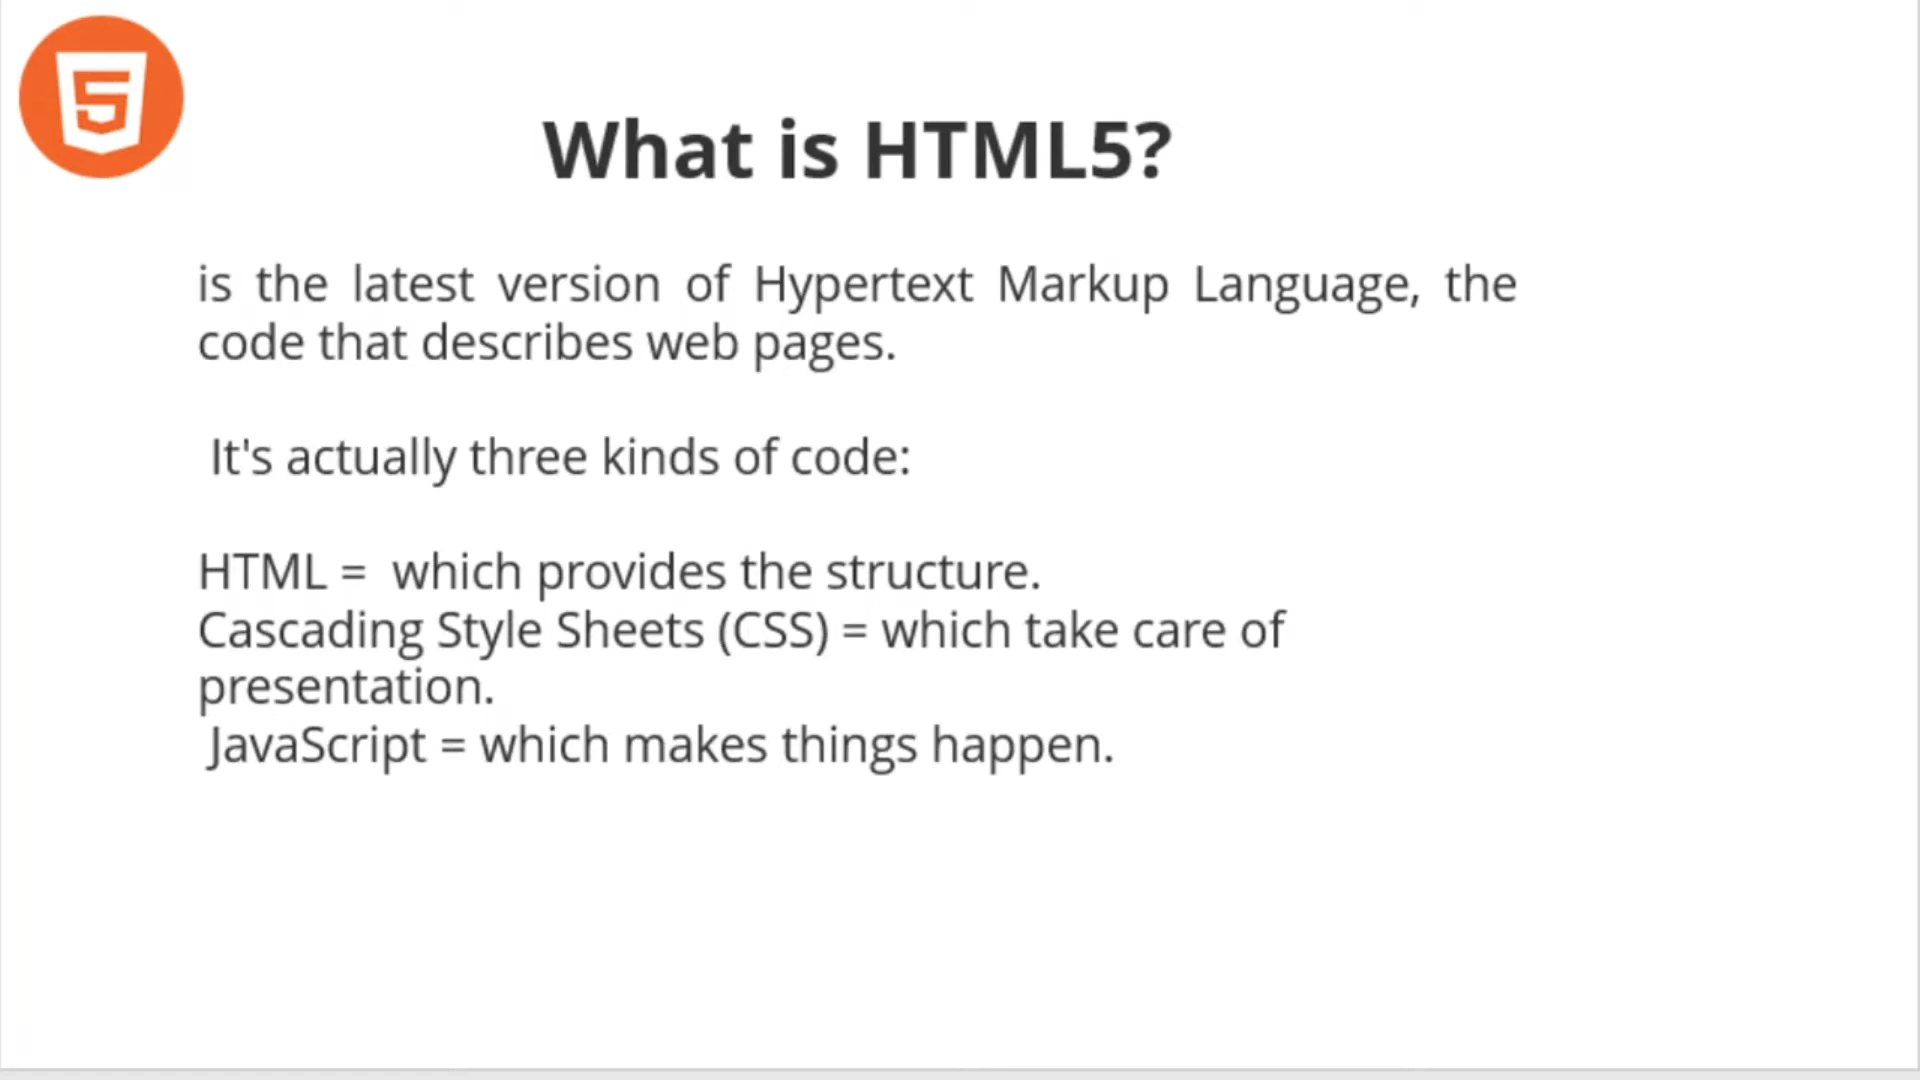 5
What is HTML5?
is the latest version of Hypertext Markup Language, the
code that describes web pages.
It's actually three kinds of code:
HTML = which provides the structure.
Cascading Style Sheets (CSS) = which take care of
presentation.
JavaScript = which makes things happen.